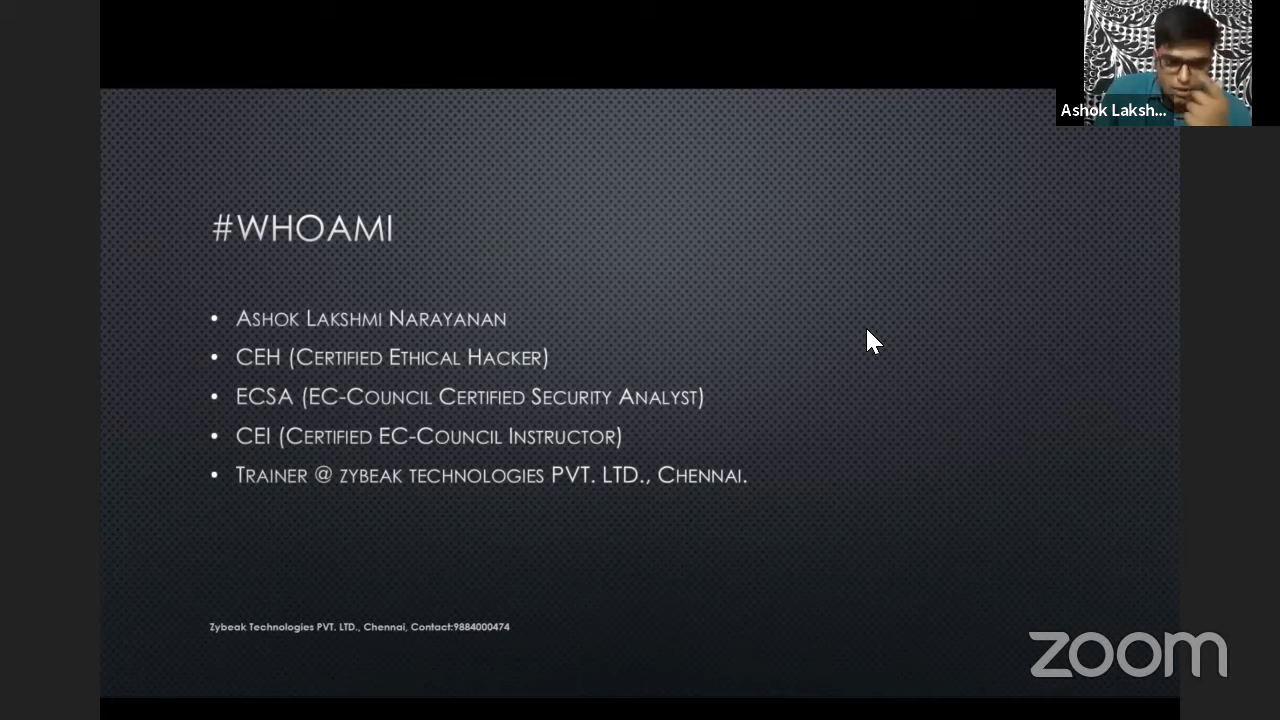 Ashok Laksh...
#WHOAMI
• ASHOK LAKSHMI NARAYANAN
• CEH (CERTIFIED ETHICAL HACKER)
• ECSA (EC-COUNCIL CERTIFIED SECURITY ANALYST)
• CEI (CERTIFIED EC-COUNCIL INSTRUCTOR)
• TRAINER @ ZYBEAK TECHNOLOGIES PVT. LTD., CHENNAI.
Zybeak Technologies PVT. LTD., Chennai, Contact:9884000474
zoom